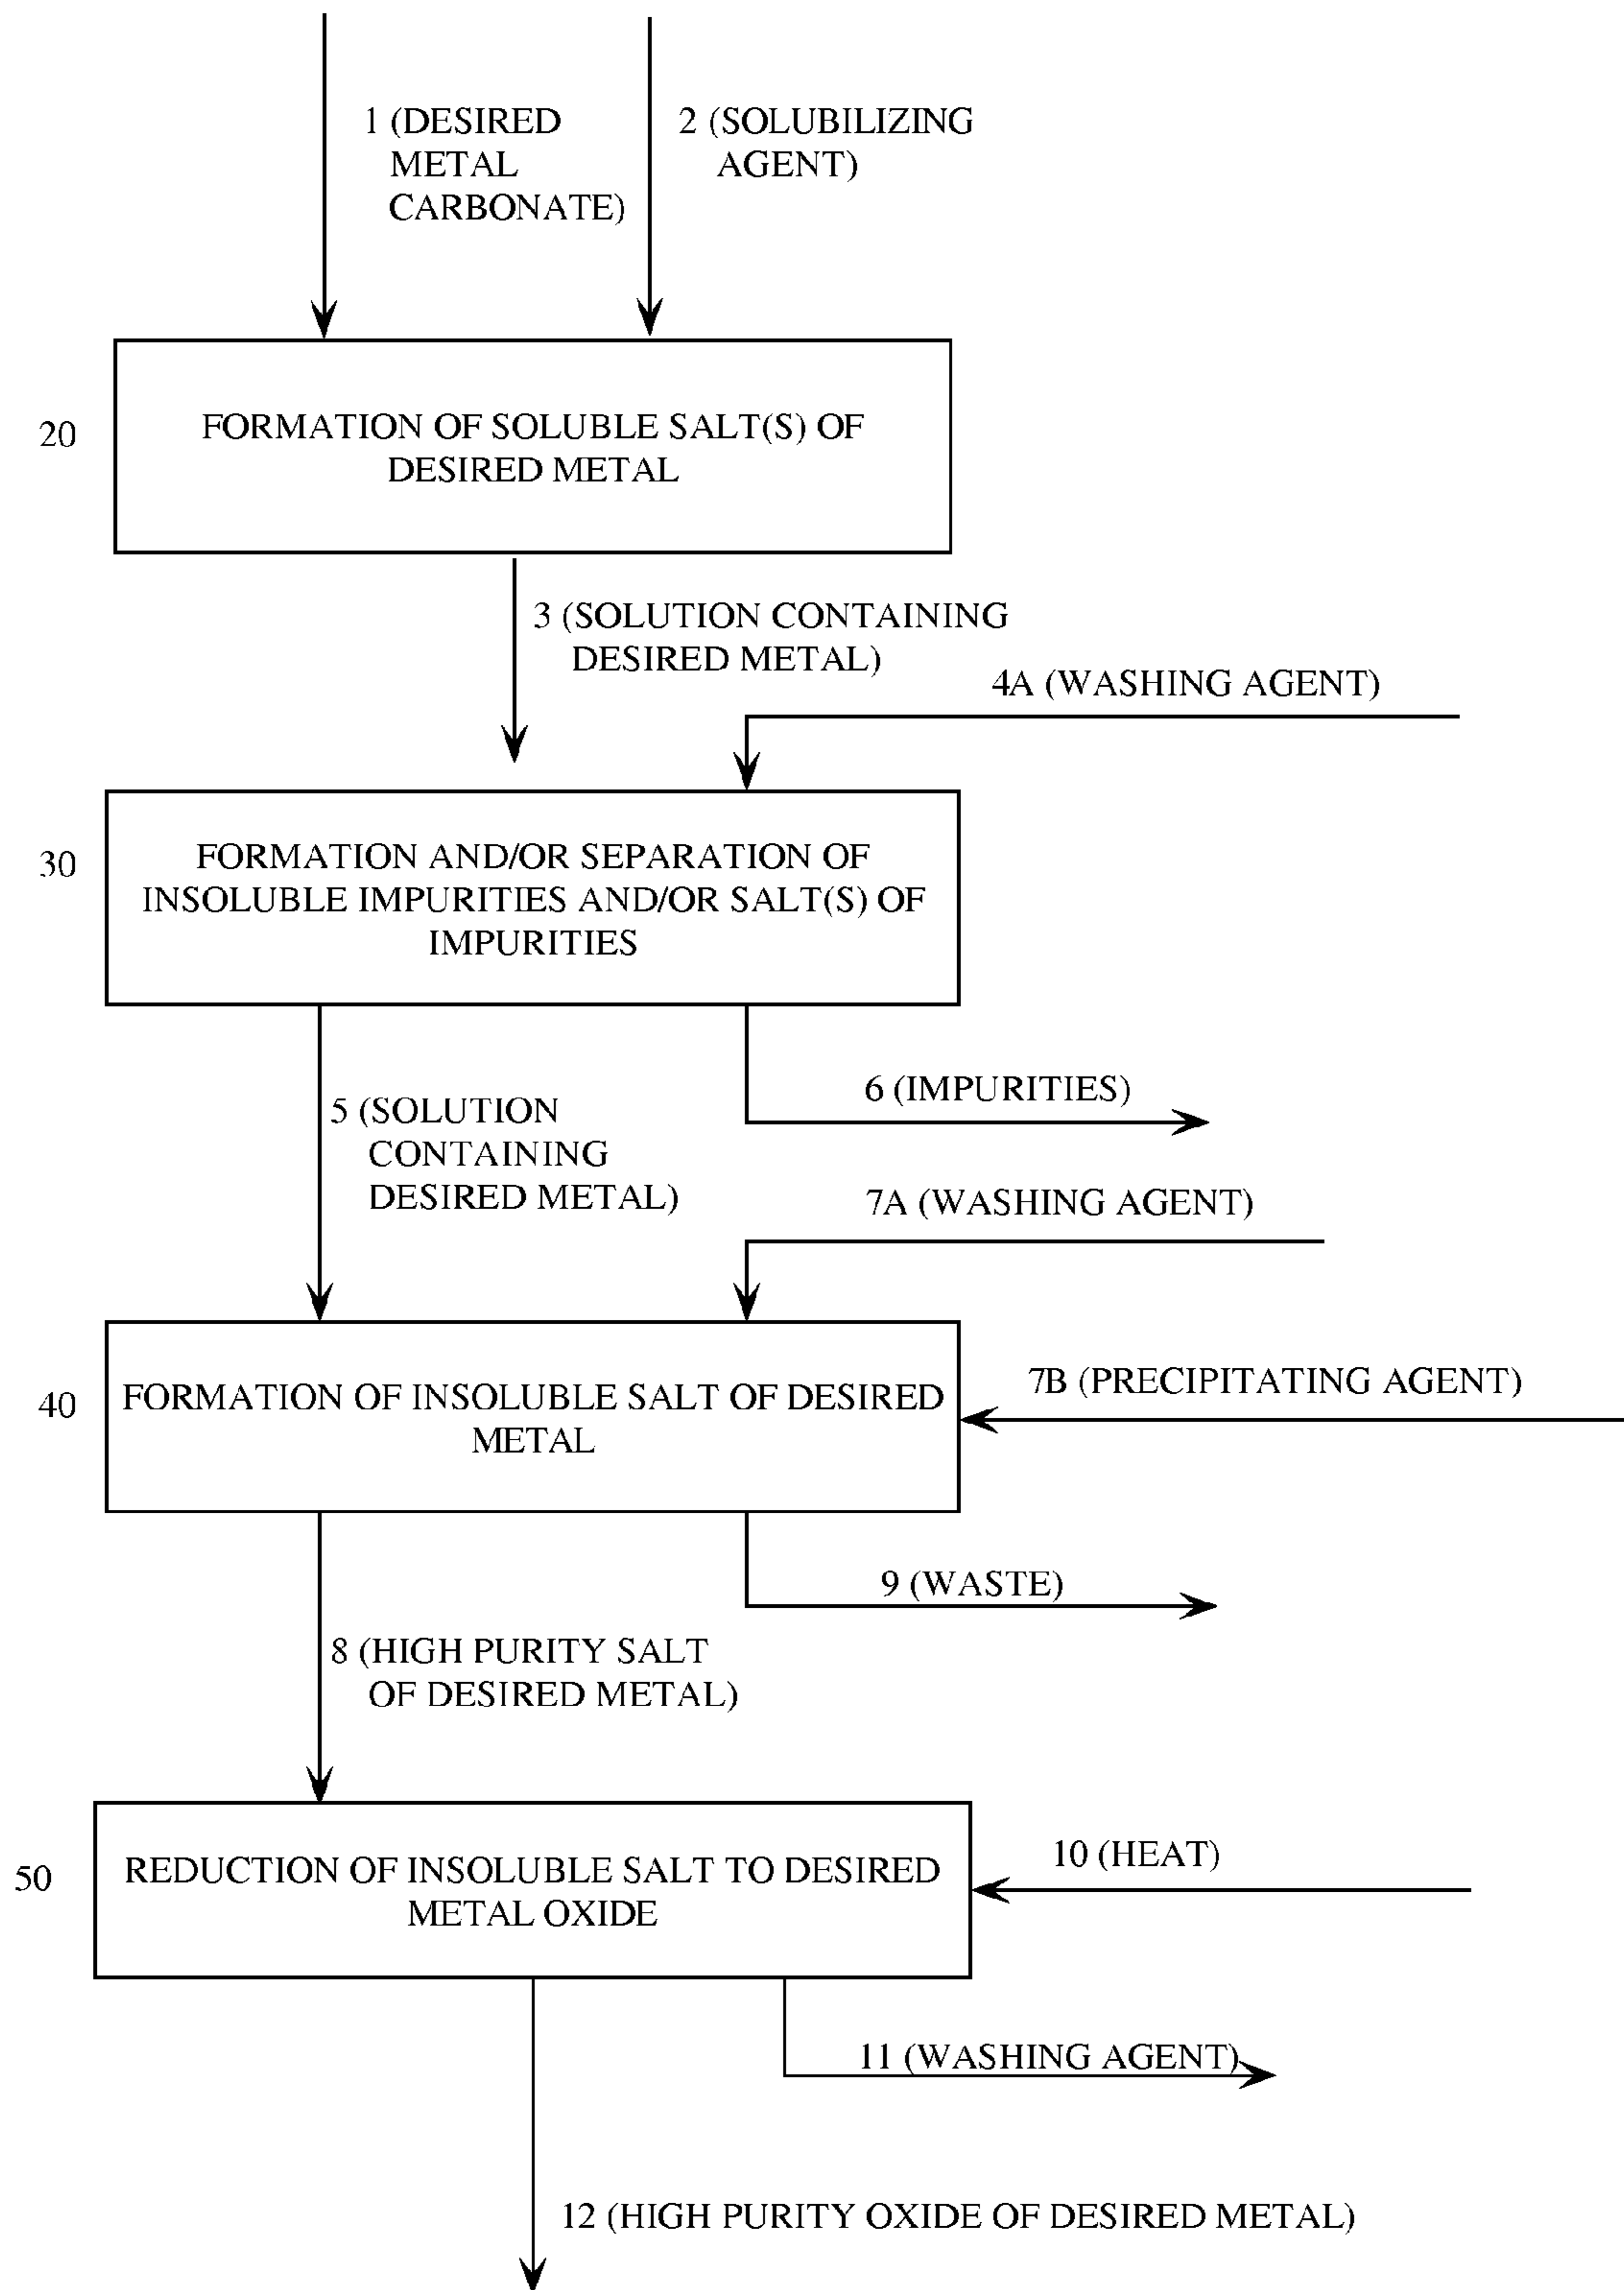 1 (DESIRED
METAL
CARBONATE)
2 (SOLUBILIZING
AGENT)
20
FORMATION OF SOLUBLE SALT(S) OF
DESIRED METAL
3 (SOLUTION CONTAINING
DESIRED METAL)
4A (WASHING AGENT)
30
FORMATION AND/OR SEPARATION OF
INSOLUBLE IMPURITIES AND/OR SALT(S) OF
IMPURITIES
5 (SOLUTION
CONTAINING
DESIRED METAL)
6 (IMPURITIES)
7A (WASHING AGENT)
40
FORMATION OF INSOLUBLE SALT OF DESIRED
METAL
7B (PRECIPITATING AGENT)
9 (WASTE)
8 (HIGH PURITY SALT
OF DESIRED METAL)
50
REDUCTION OF INSOLUBLE SALT TO DESIRED
METAL OXIDE
10 (HEAT)
11 (WASHING AGENT)
12 (HIGH PURITY OXIDE OF DESIRED METAL)